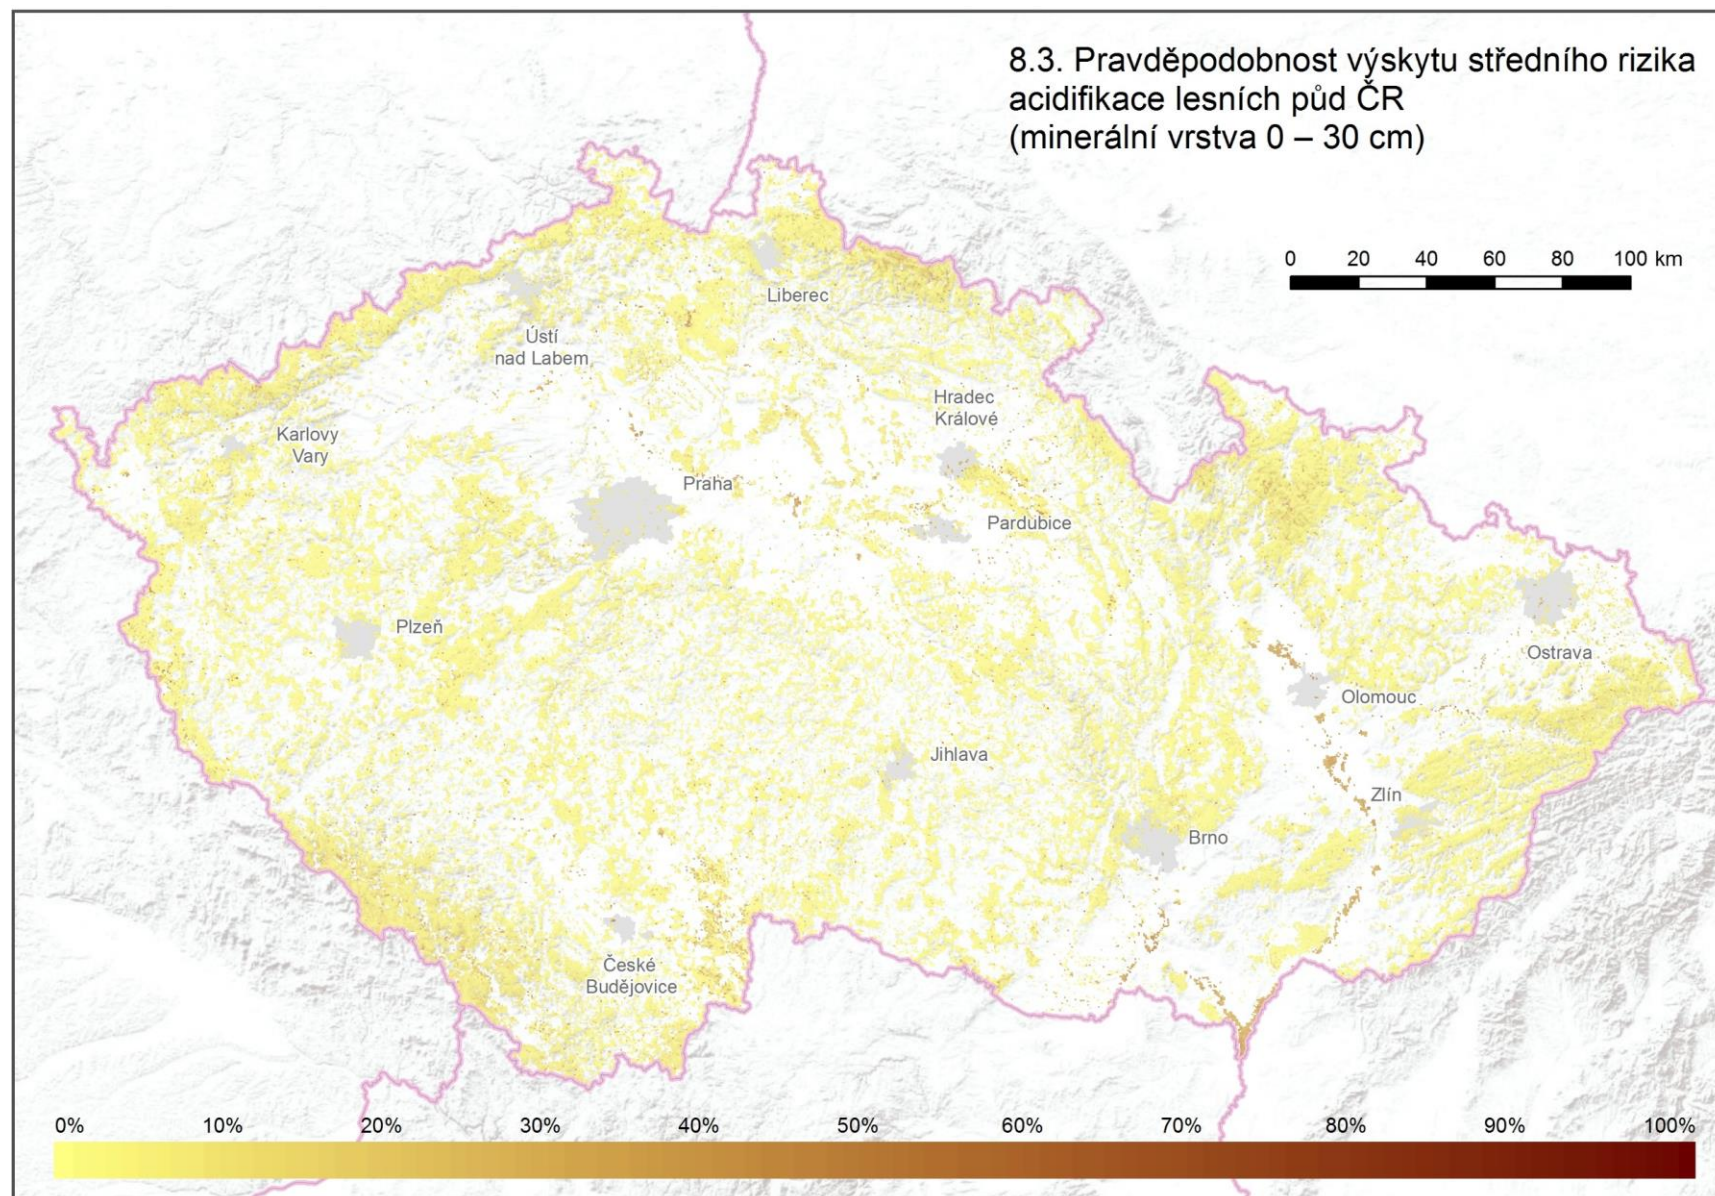 8.3. Pravděpodobnost výskytu středního rizika
acidifikace lesních půd ČR
(minerální vrstva 0 – 30 cm)
0 20 40 60 80 100 km
Liberec
Ústí
nad Labem
Hradec
Králové
Karlovy
Vary
Praha
Pardubice
Plzeň
Ostrava
Olomouc
Jihlava
Zlín
Brno
České
Budějovice
0% 10% 20% 30% 40% 50% 60% 70% 80% 90% 100%